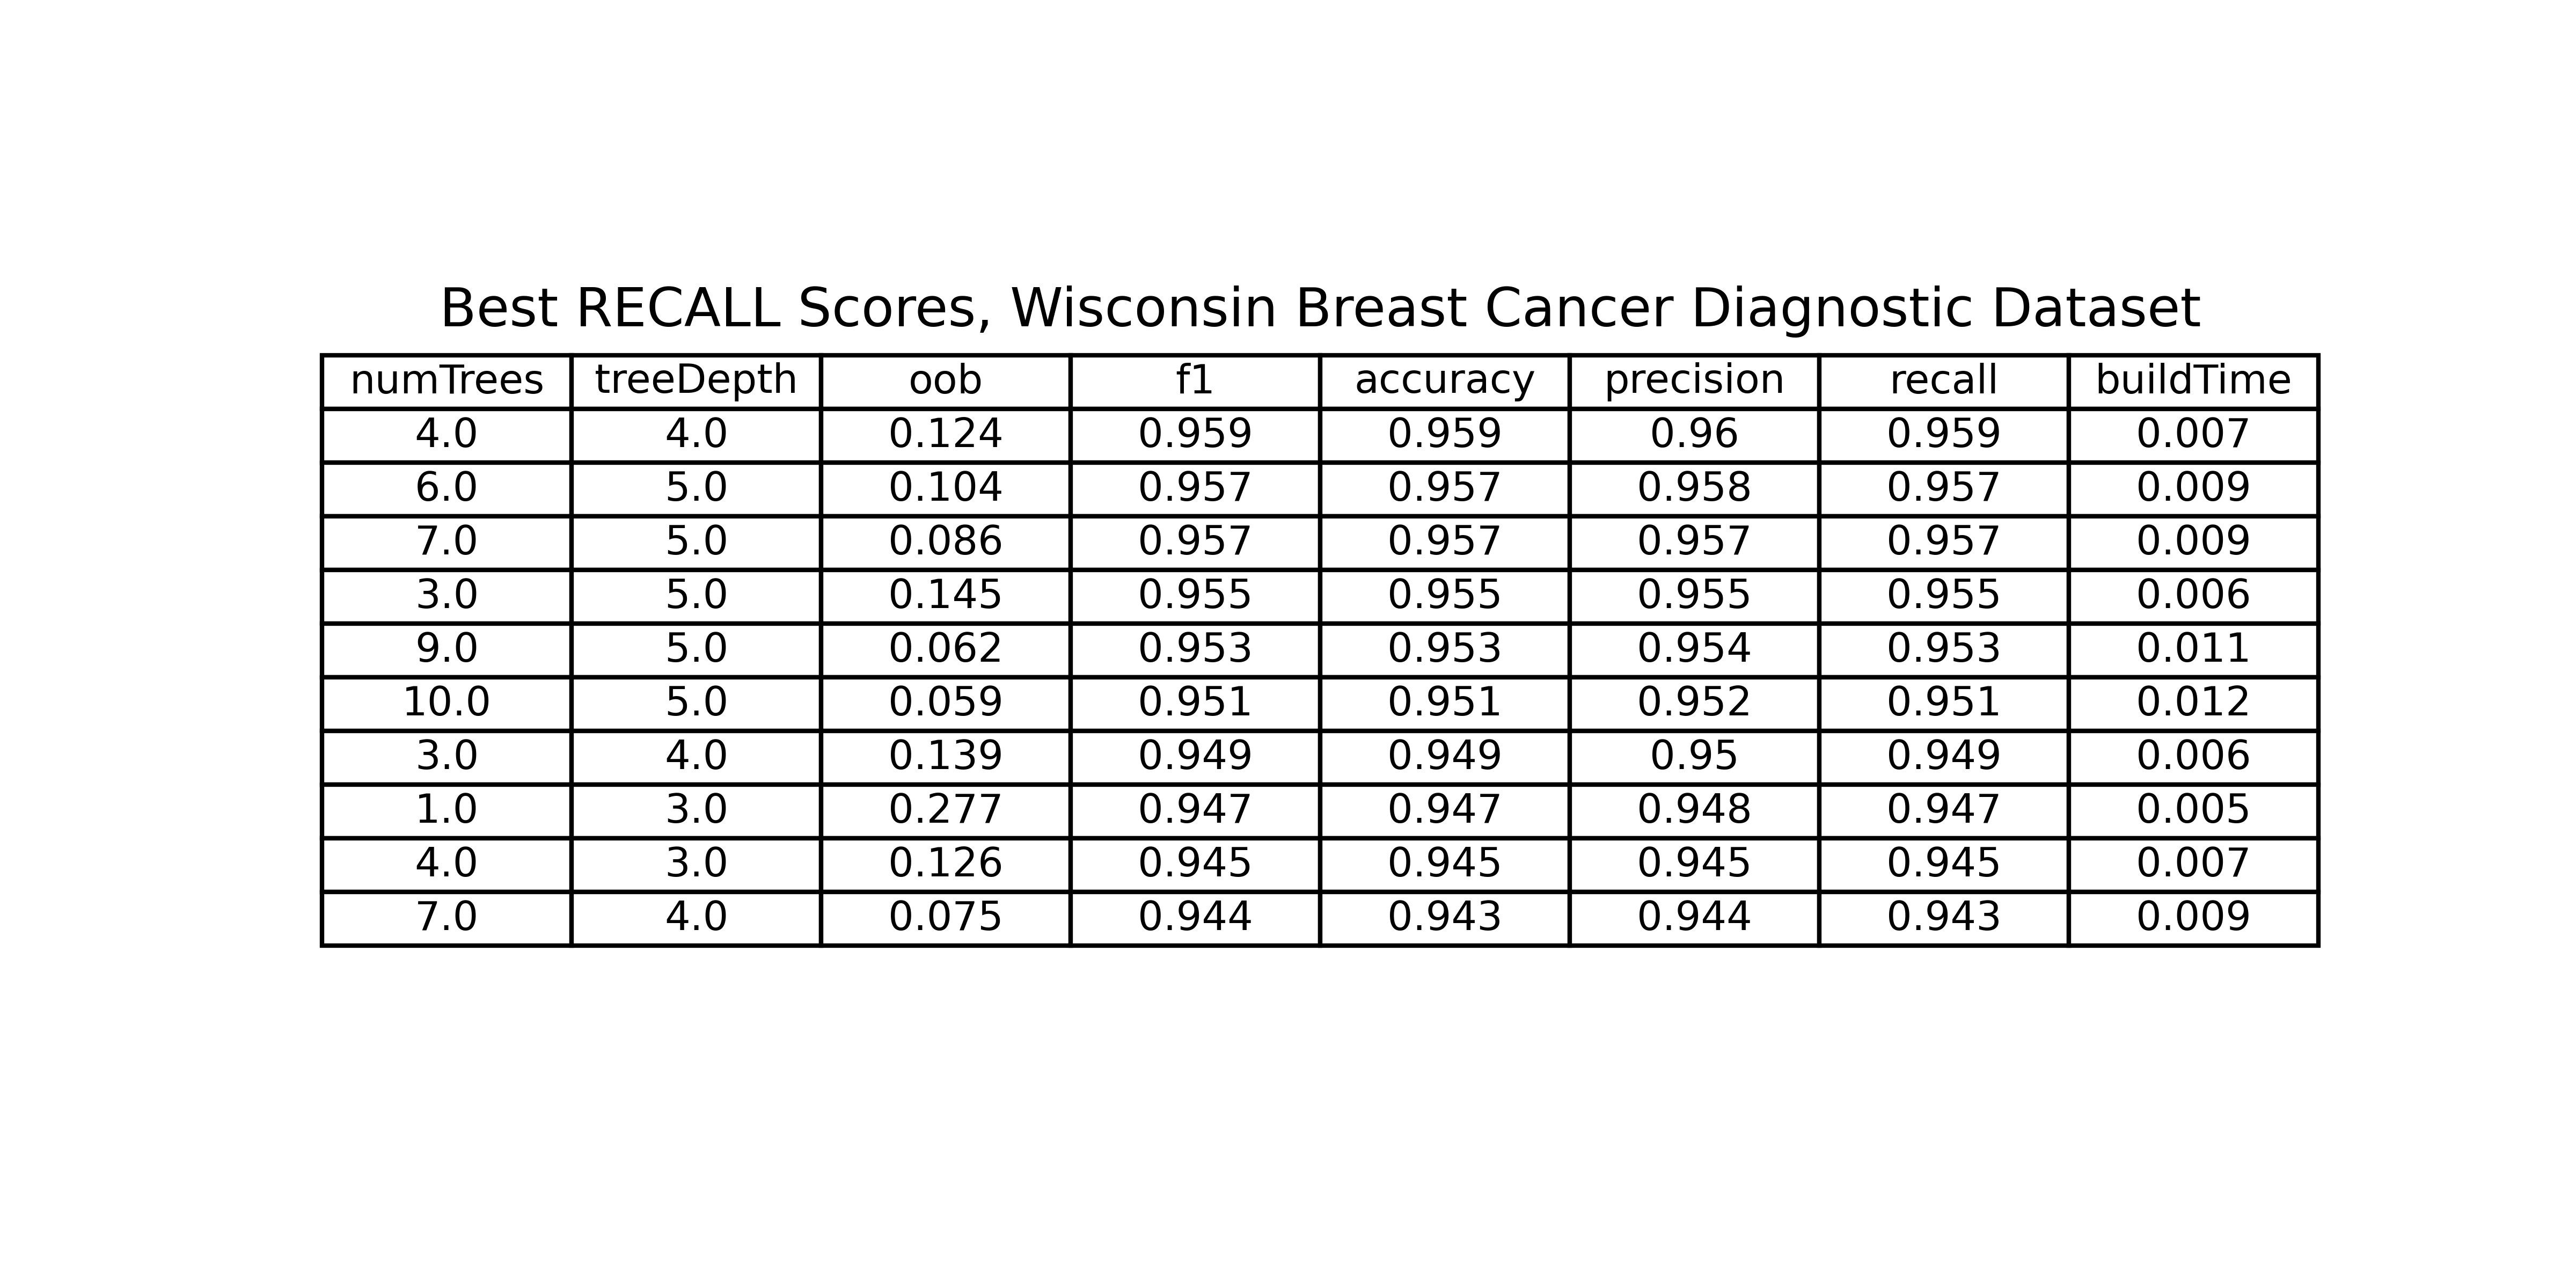 Best RECALL Scores, Wisconsin Breast Cancer Diagnostic Dataset
numTrees treeDepth oob f1 accuracy precision recall buildTime
4.0 4.0 0.124 0.959 0.959 0.96 0.959 0.007
6.0 5.0 0.104 0.957 0.957 0.958 0.957 0.009
7.0 5.0 0.086 0.957 0.957 0.957 0.957 0.009
3.0 5.0 0.145 0.955 0.955 0.955 0.955 0.006
9.0 5.0 0.062 0.953 0.953 0.954 0.953 0.011
10.0 5.0 0.059 0.951 0.951 0.952 0.951 0.012
3.0 4.0 0.139 0.949 0.949 0.95 0.949 0.006
1.0 3.0 0.277 0.947 0.947 0.948 0.947 0.005
4.0 3.0 0.126 0.945 0.945 0.945 0.945 0.007
7.0 4.0 0.075 0.944 0.943 0.944 0.943 0.009